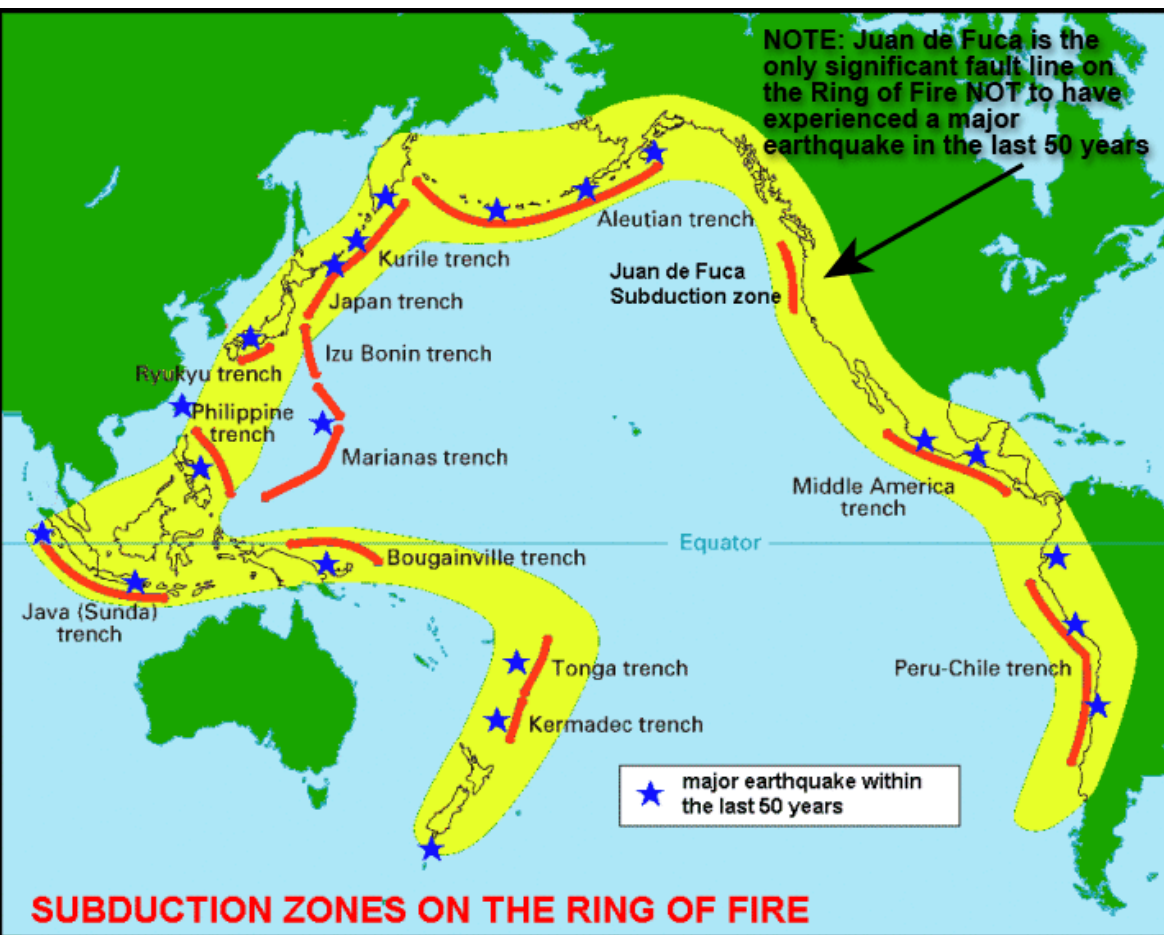 NOTE: Juan de Fuca is the
only significant fault line on
the Ring of Fire NOT to have
experienced a major
earthquake in the last 50 years
Aleutian trench
Kurile trench
Juan de Fuca
Subduction zone
Japan trench
Izu Bonin trench
Ryukyu trench
Philippine
trench
Marianas trench
Middle America
trench
Equator
Bougainville trench
Java (Sunda)
trench
Tonga trench
Peru-Chile trench
Kermadec trench
major earthquake within
the last 50 years
SUBDUCTION ZONES ON THE RING OF FIRE